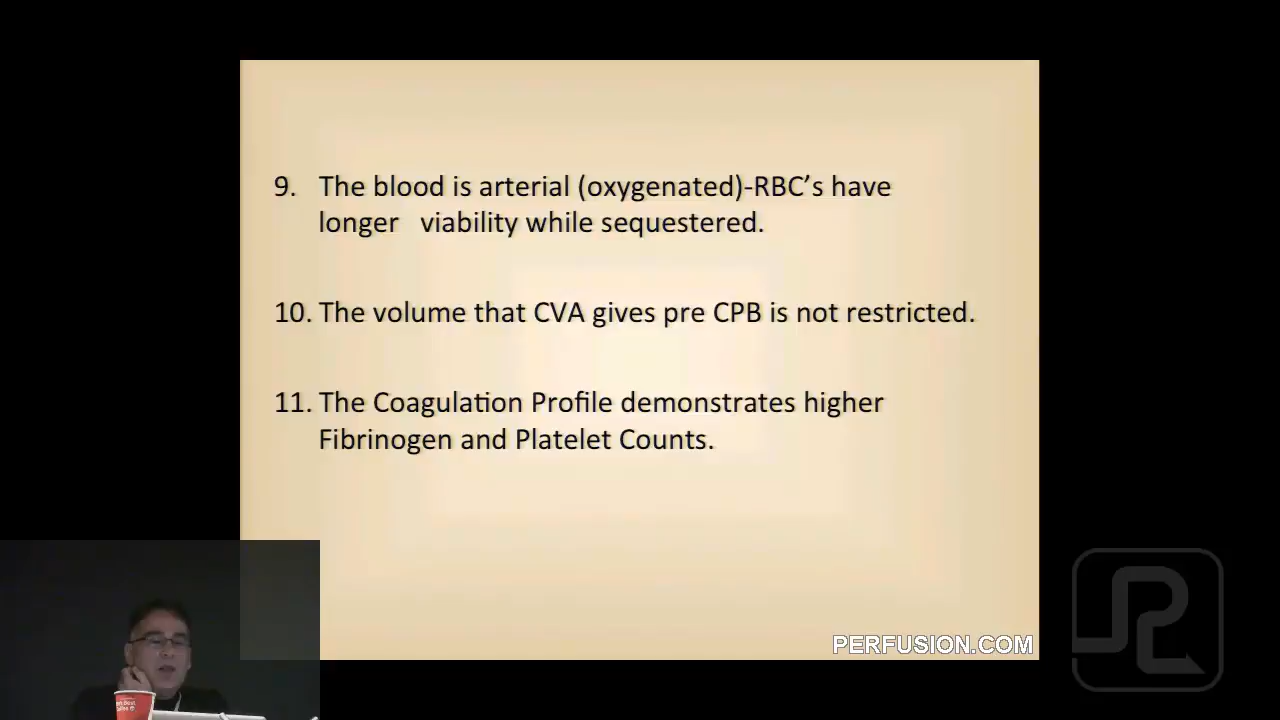 9. The blood is arterial (oxygenated)-RBC’s have
longer viability while sequestered.
10. The volume that CVA gives pre CPB is not restricted.
11. The Coagulation Profile demonstrates higher
Fibrinogen and Platelet Counts.
PERFUSION.COM